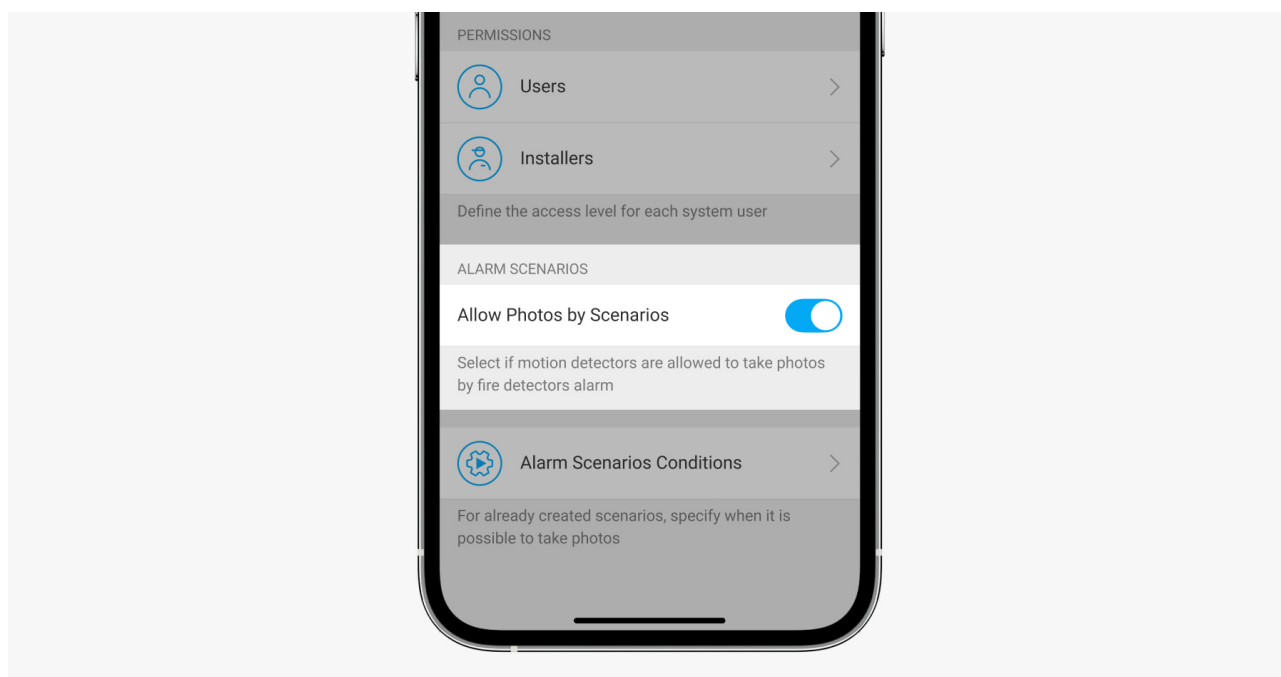 PERMISSIONS
Users
Installers
Define the access level for each system user
ALARM SCENARIOS
Allow Photos by Scenarios
Select if motion detectors are allowed to take photos
by fire detectors alarm
Alarm Scenarios Conditions
For already created scenarios, specify when it is
possible to take photos